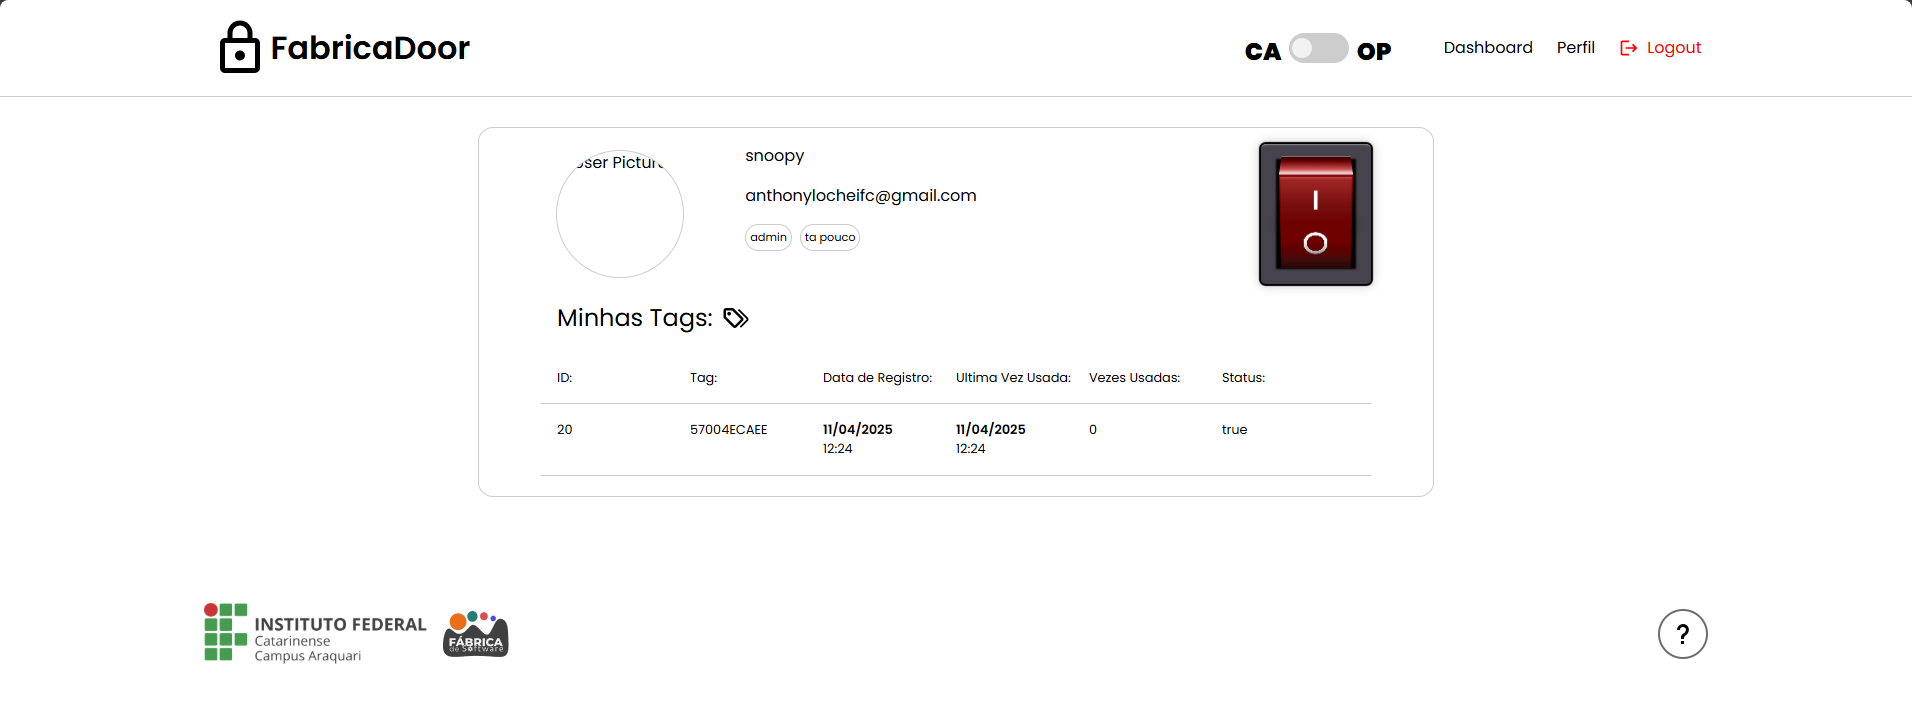 FabricaDoor
CA OP
Dashboard Perfil Logout
snoopy
anthonylocheifc@gmail.com
admin ta pouco
Minhas Tags:
ID: Tag: Data de Registro: Ultima Vez Usada: Vezes Usadas: Status:
20 57004ECAEE 11/04/2025 11/04/2025 0 true
12:24 12:24
INSTITUTO FEDERAL
Catarinense
Campus Araquari
FÁBRICA
de Software
?